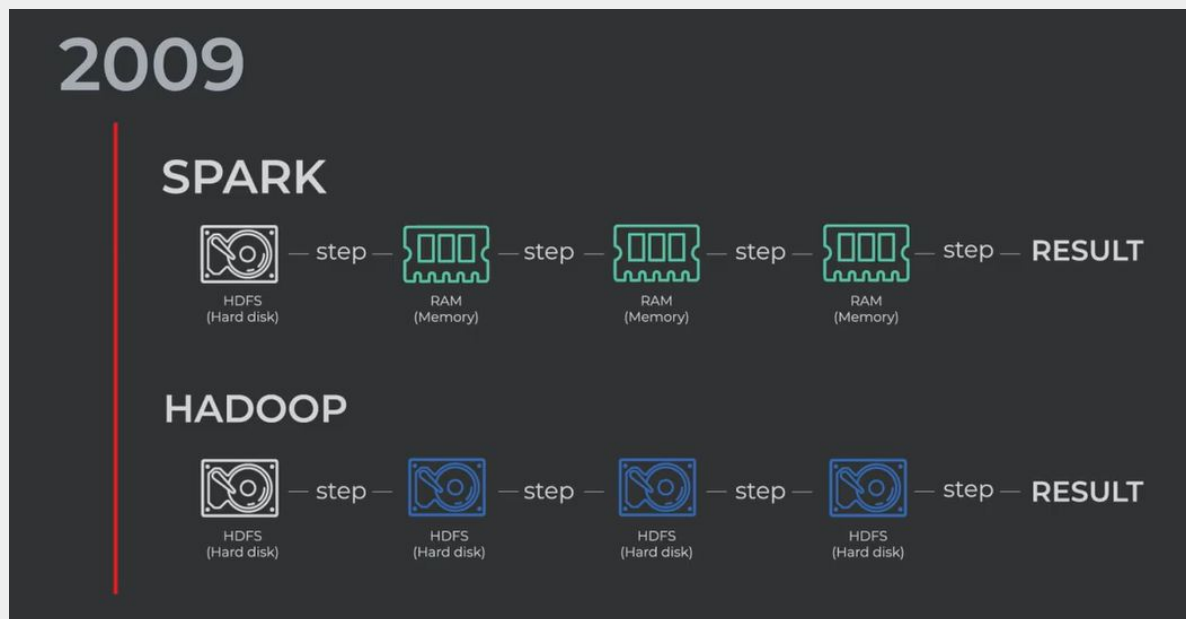 2009
SPARK
step step step step RESULT
HDFS RAM RAM RAM
(Hard disk) (Memory) (Memory) (Memory)
HADOOP
step step step step RESULT
HDFS HDFS HDFS HDFS
(Hard disk) (Hard disk) (Hard disk) (Hard disk)